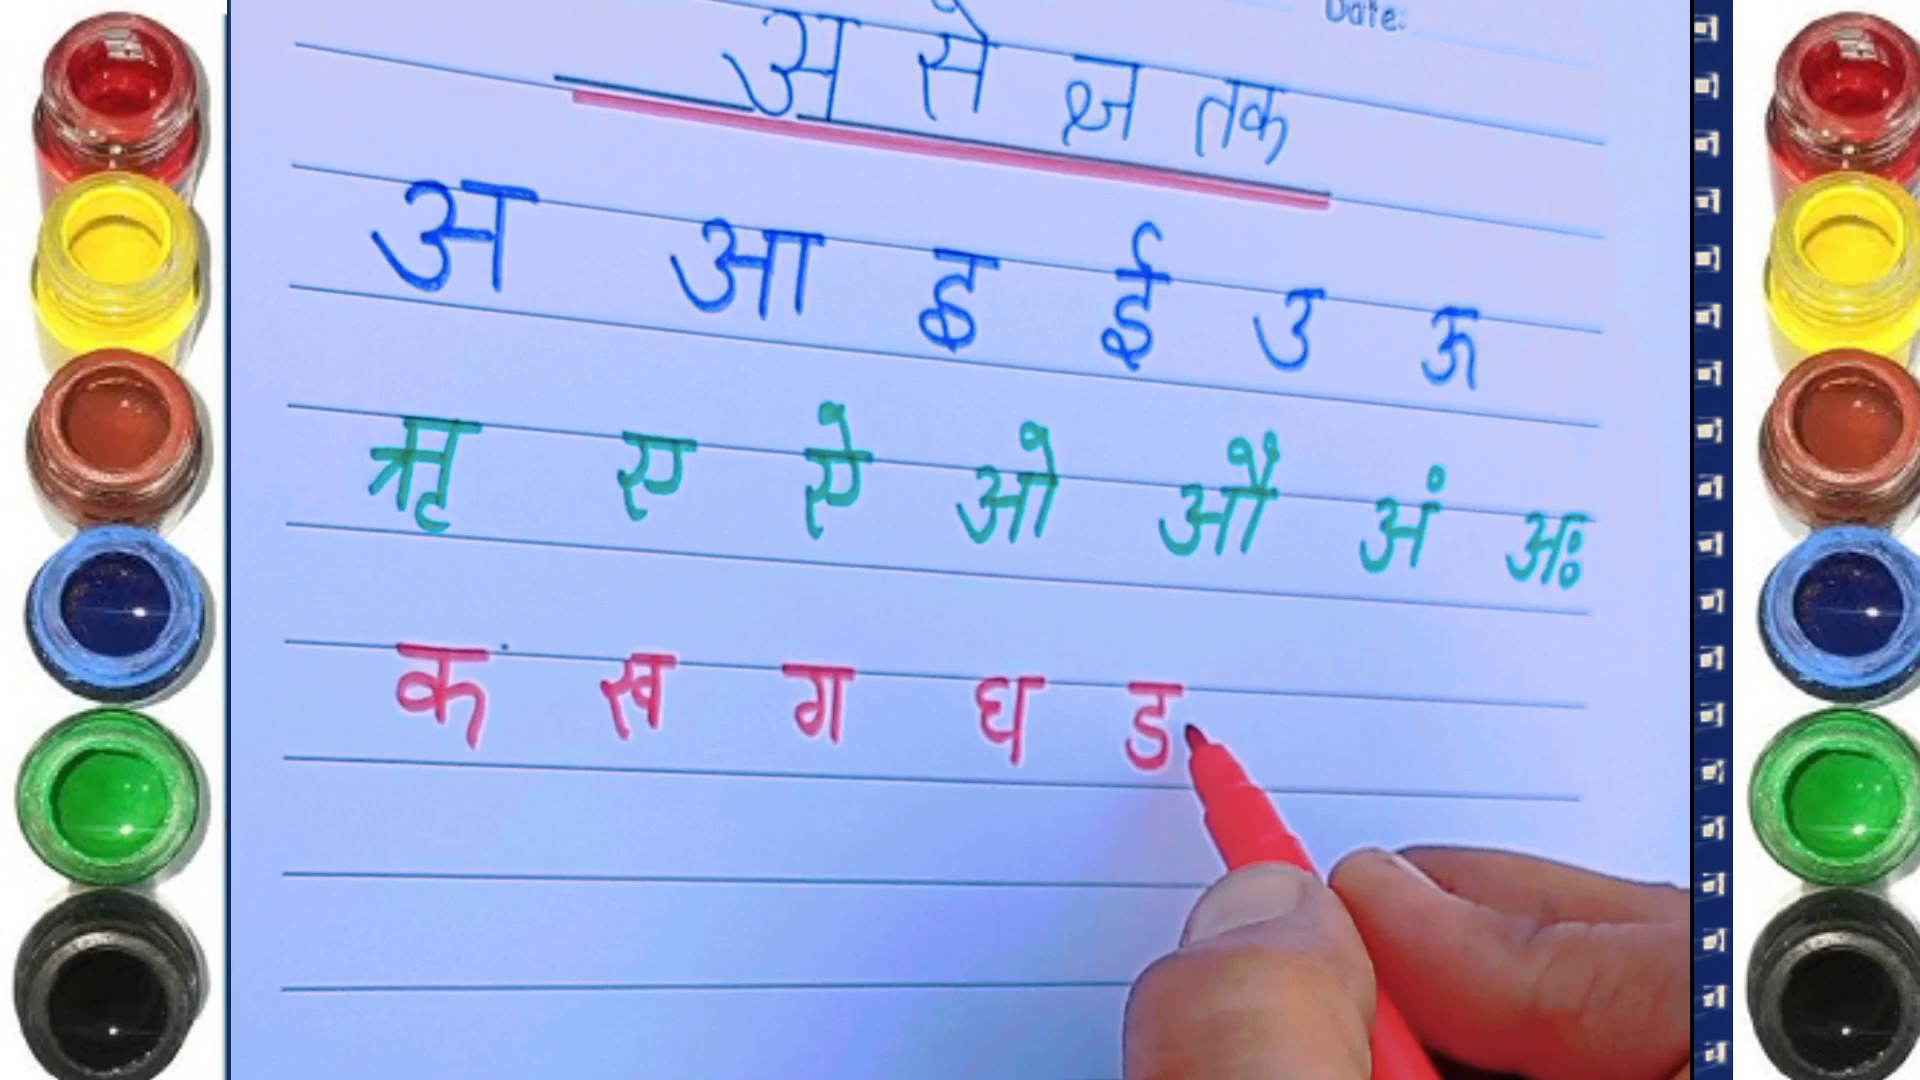 Date:
अ से ज्ञ तक
अ आ इ ई उ ऊ
ऋ ए ऐ ओ औ अं अः
क ख ग घ ड